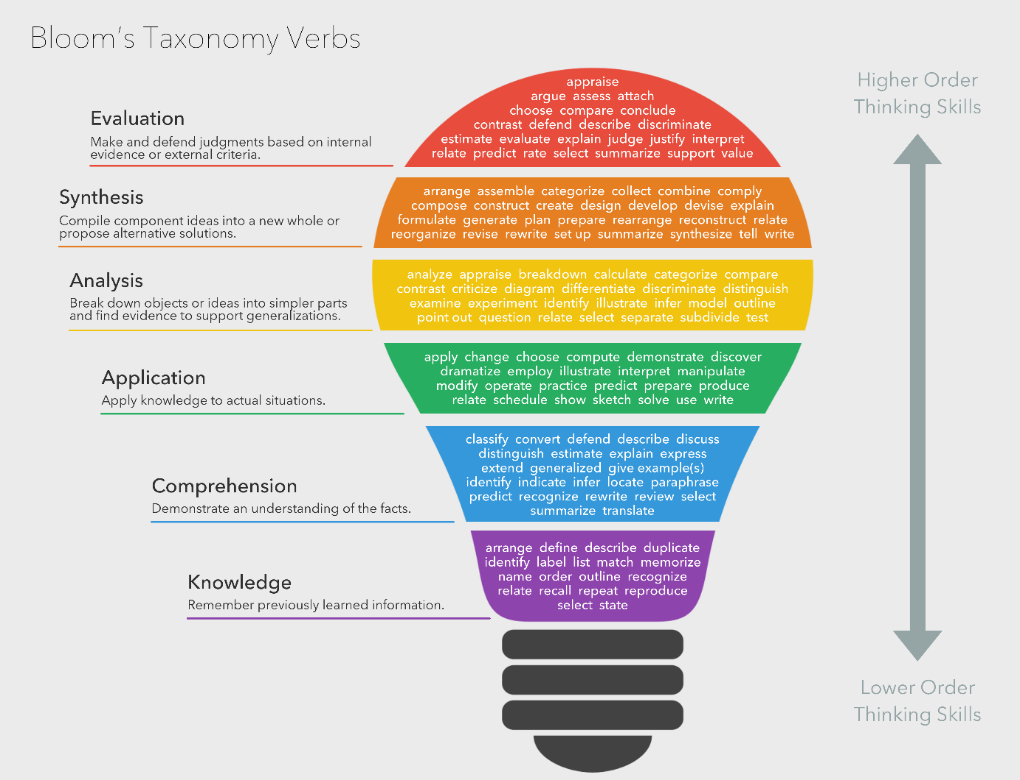 Bloom's Taxonomy Verbs
Higher Order
Thinking Skills
Evaluation
Make and defend judgments based on internal
evidence or external criteria.
appraise
argue assess attach
choose compare conclude
contrast defend describe discriminate
estimate evaluate explain judge justify interpret
relate predict rate select summarize support value
Synthesis
Compile component ideas into a new whole or
propose alternative solutions.
arrange assemble categorize collect combine comply
compose construct create design develop devise explain
formulate generate plan prepare rearrange reconstruct relate
reorganize revise rewrite set up summarize synthesize tell write
Analysis
Break down objects or ideas into simpler parts
and find evidence to support generalizations.
analyze appraise breakdown calculate categorize compare
contrast criticize diagram differentiate discriminate distinguish
examine experiment identify illustrate infer model outline
point out question relate select separate subdivide test
Application
Apply knowledge to actual situations.
apply change choose compute demonstrate discover
dramatize employ illustrate interpret manipulate
modify operate practice predict prepare produce
relate schedule show sketch solve use write
Comprehension
Demonstrate an understanding of the facts.
classify convert defend describe discuss
distinguish estimate explain express
extend generalized give example(s)
identify indicate infer locate paraphrase
predict recognize rewrite review select
summarize translate
Knowledge
Remember previously learned information.
arrange define describe duplicate
identify label list match memorize
name order outline recognize
relate recall repeat reproduce
select state
Lower Order
Thinking Skills